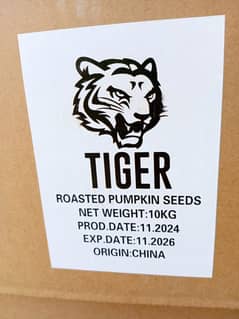 TIGER
ROASTED PUMPKIN SEEDS
NET WEIGHT:10KG
PROD.DATE:11.2024
EXP.DATE:11.2026
ORIGIN:CHINA